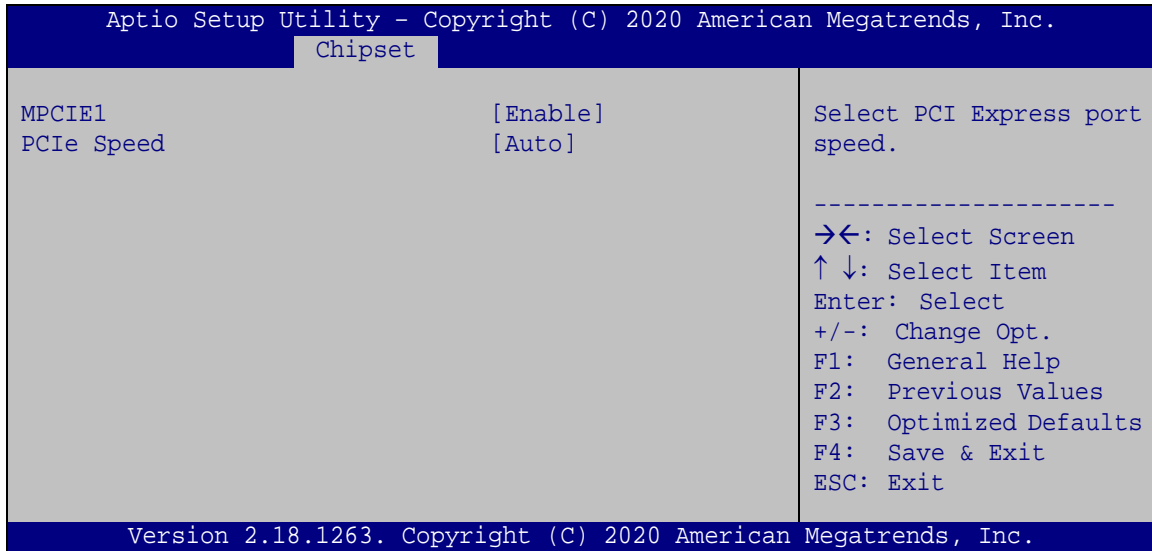 Aptio Setup Utility – Copyright (C) 2020 American Megatrends, Inc.
Chipset
MPCIE1 [Enable]
PCIe Speed [Auto]
Select PCI Express port
speed.
---------------------
→←: Select Screen
↑ ↓: Select Item
Enter: Select
+/-: Change Opt.
F1: General Help
F2: Previous Values
F3: Optimized Defaults
F4: Save & Exit
ESC: Exit
Version 2.18.1263. Copyright (C) 2020 American Megatrends, Inc.